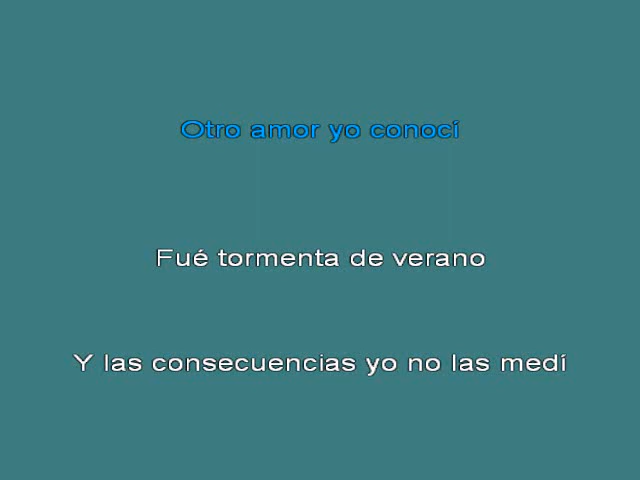 Otro amor yo conocí
Fué tormenta de verano
Y las consecuencias yo no las medí